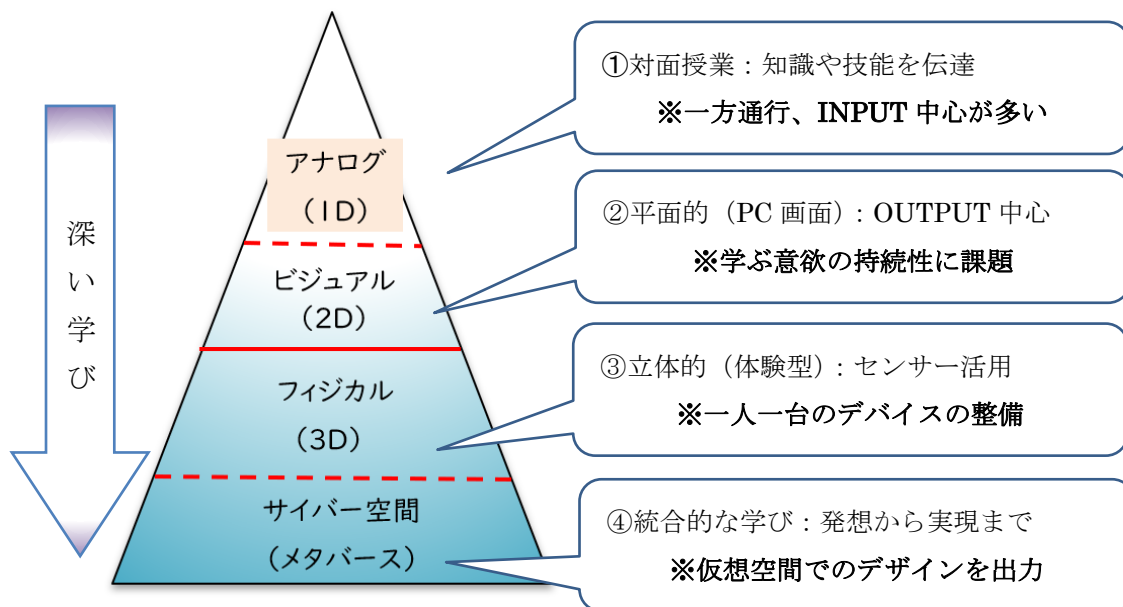 深い学び
アナログ
(1D)
ビジュアル
(2D)
フィジカル
(3D)
サイバー空間
(メタバース)
①対面授業：知識や技能を伝達
※一方通行、INPUT 中心が多い
②平面的（PC 画面）：OUTPUT 中心
※学ぶ意欲の持続性に課題
③立体的（体験型）：センサー活用
※一人一台のデバイスの整備
④統合的な学び：発想から実現まで
※仮想空間でのデザインを出力